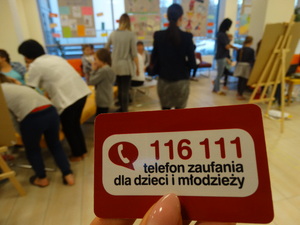 116 111
telefon zaufania
dla dzieci i młodzieży